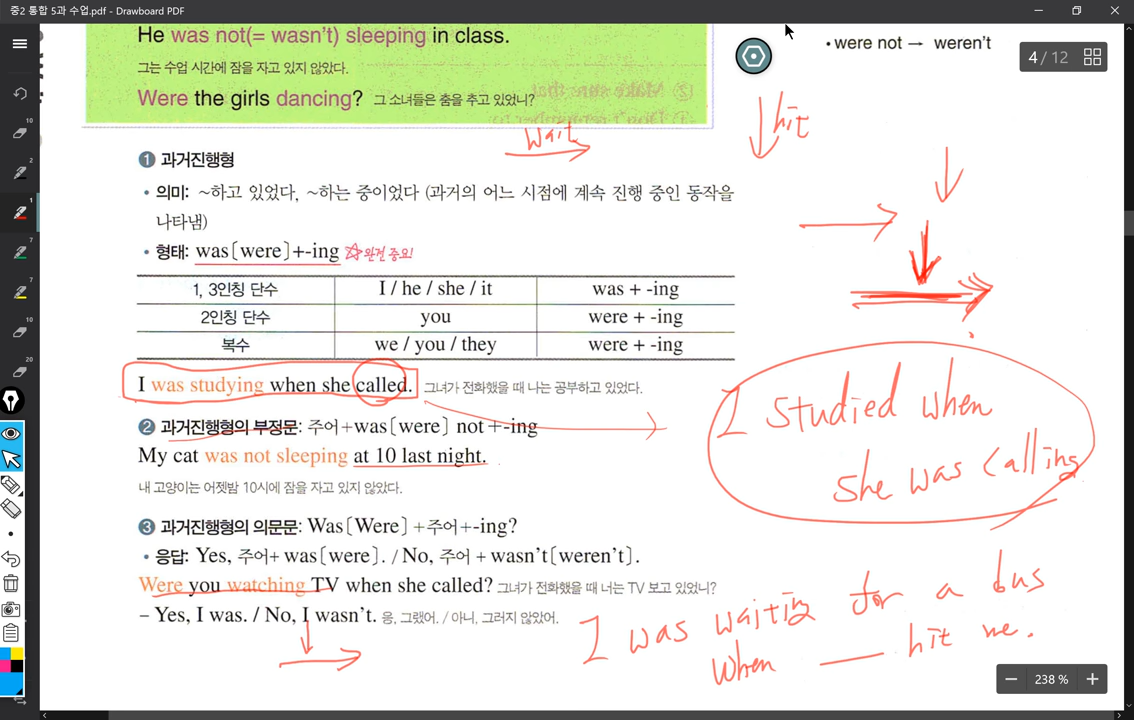 중2 통합 5과 수업.pdf - Drawboard PDF
He was not(= wasn't) sleeping in class.
• were not → weren't
4 / 12
그는 수업 시간에 잠을 자고 있지 않았다.
Were the girls dancing? 그 소녀들은 춤을 추고 있었니?
hit
wait
1 과거진행형
• 의미: ~하고 있었다, ~하는 중이었다 (과거의 어느 시점에 계속 진행 중인 동작을
나타냄)
• 형태: was[were]+-ing ☆완전 중요!
1, 3인칭 단수 I / he / she / it was + -ing
2인칭 단수 you were + -ing
복수 we / you / they were + -ing
I was studying when she called. 그녀가 전화했을 때 나는 공부하고 있었다.
I studied when
she was calling
2 과거진행형의 부정문: 주어+was[were] not+-ing
My cat was not sleeping at 10 last night.
내 고양이는 어젯밤 10시에 잠을 자고 있지 않았다.
3 과거진행형의 의문문: Was[Were]+주어+-ing?
• 응답: Yes, 주어+ was[were]. / No, 주어 + wasn't[weren't].
Were you watching TV when she called? 그녀가 전화했을 때 너는 TV 보고 있었니?
– Yes, I was. / No, I wasn't. 응, 그랬어. / 아니, 그러지 않았어.
I was waiting for a bus
when ___ hit me.
238 %
10
2
1
7
7
10
20